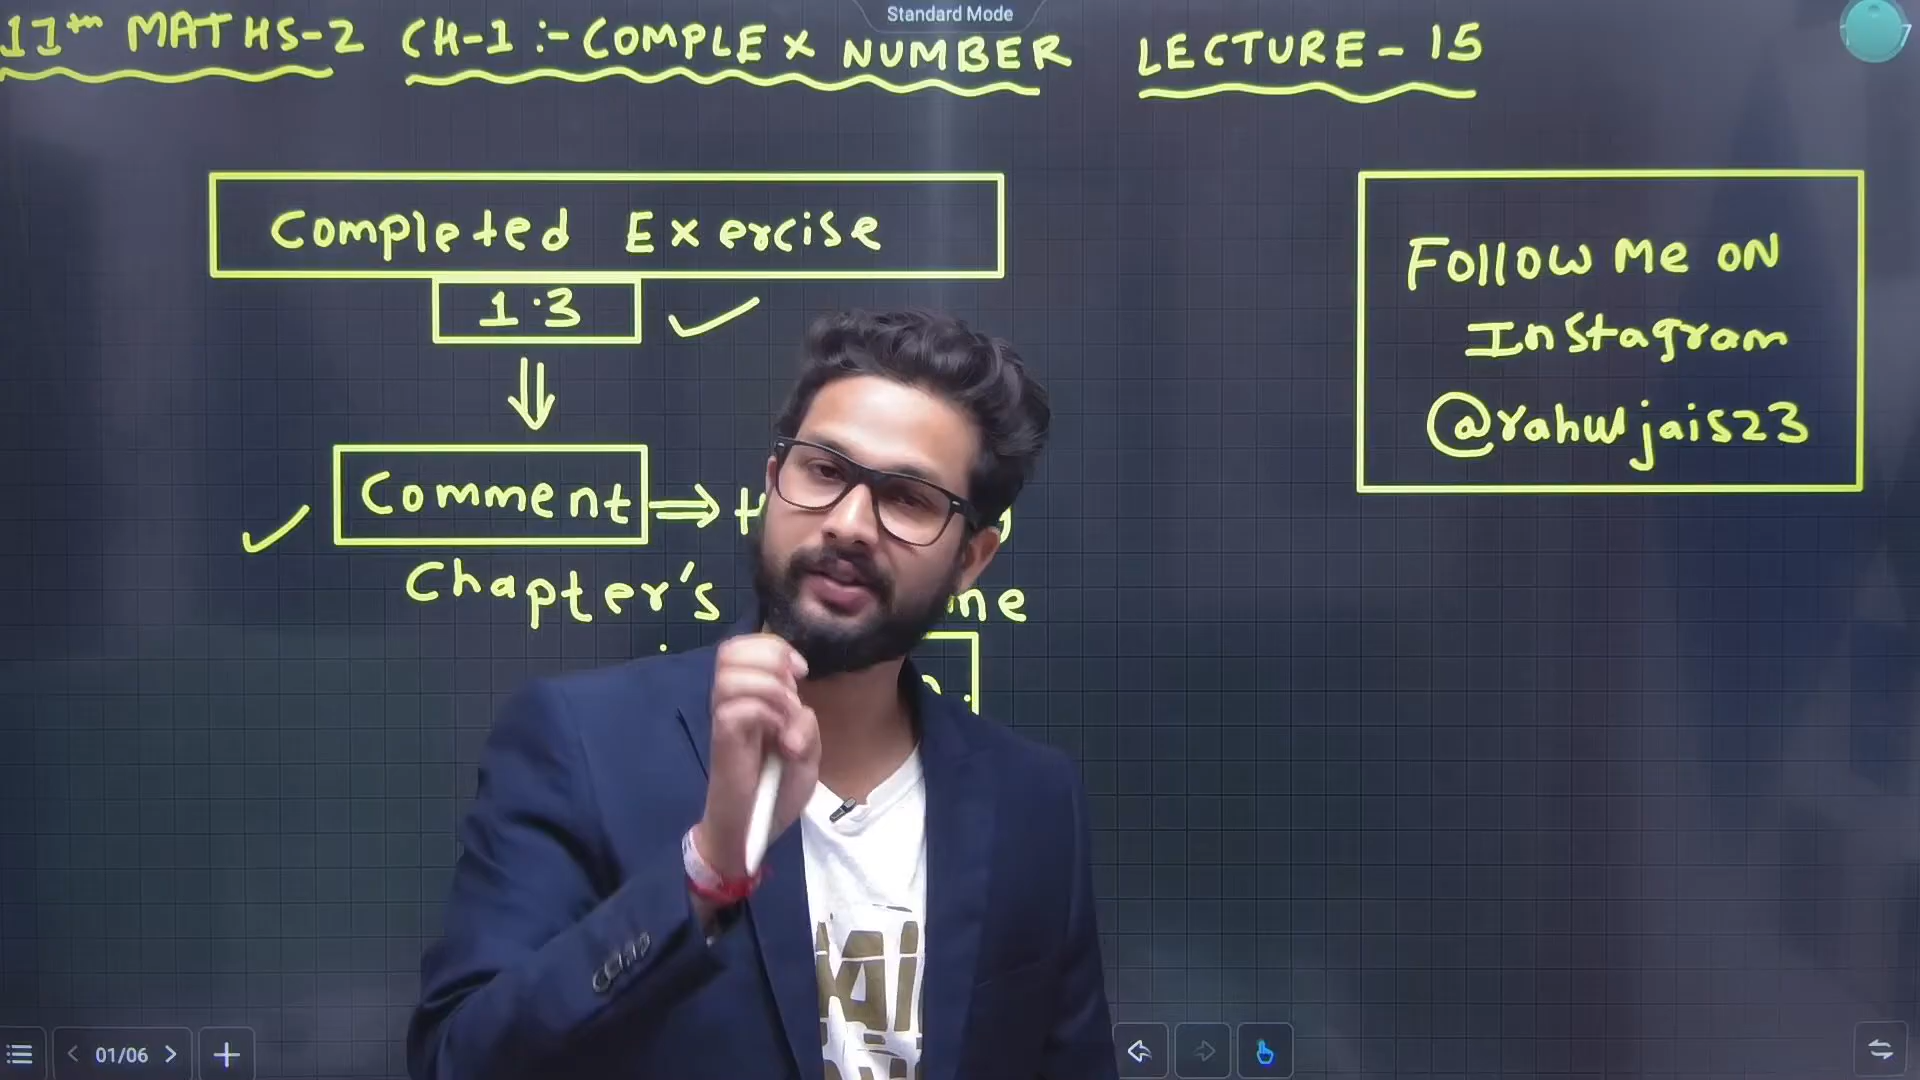 Standard Mode
11th MATHS-2 CH-1:- COMPLEX NUMBER LECTURE-15
Completed Exercise
1.3
Comment ⇒
Chapter's
Follow Me ON
Instagram
@rahuljais23
01/06